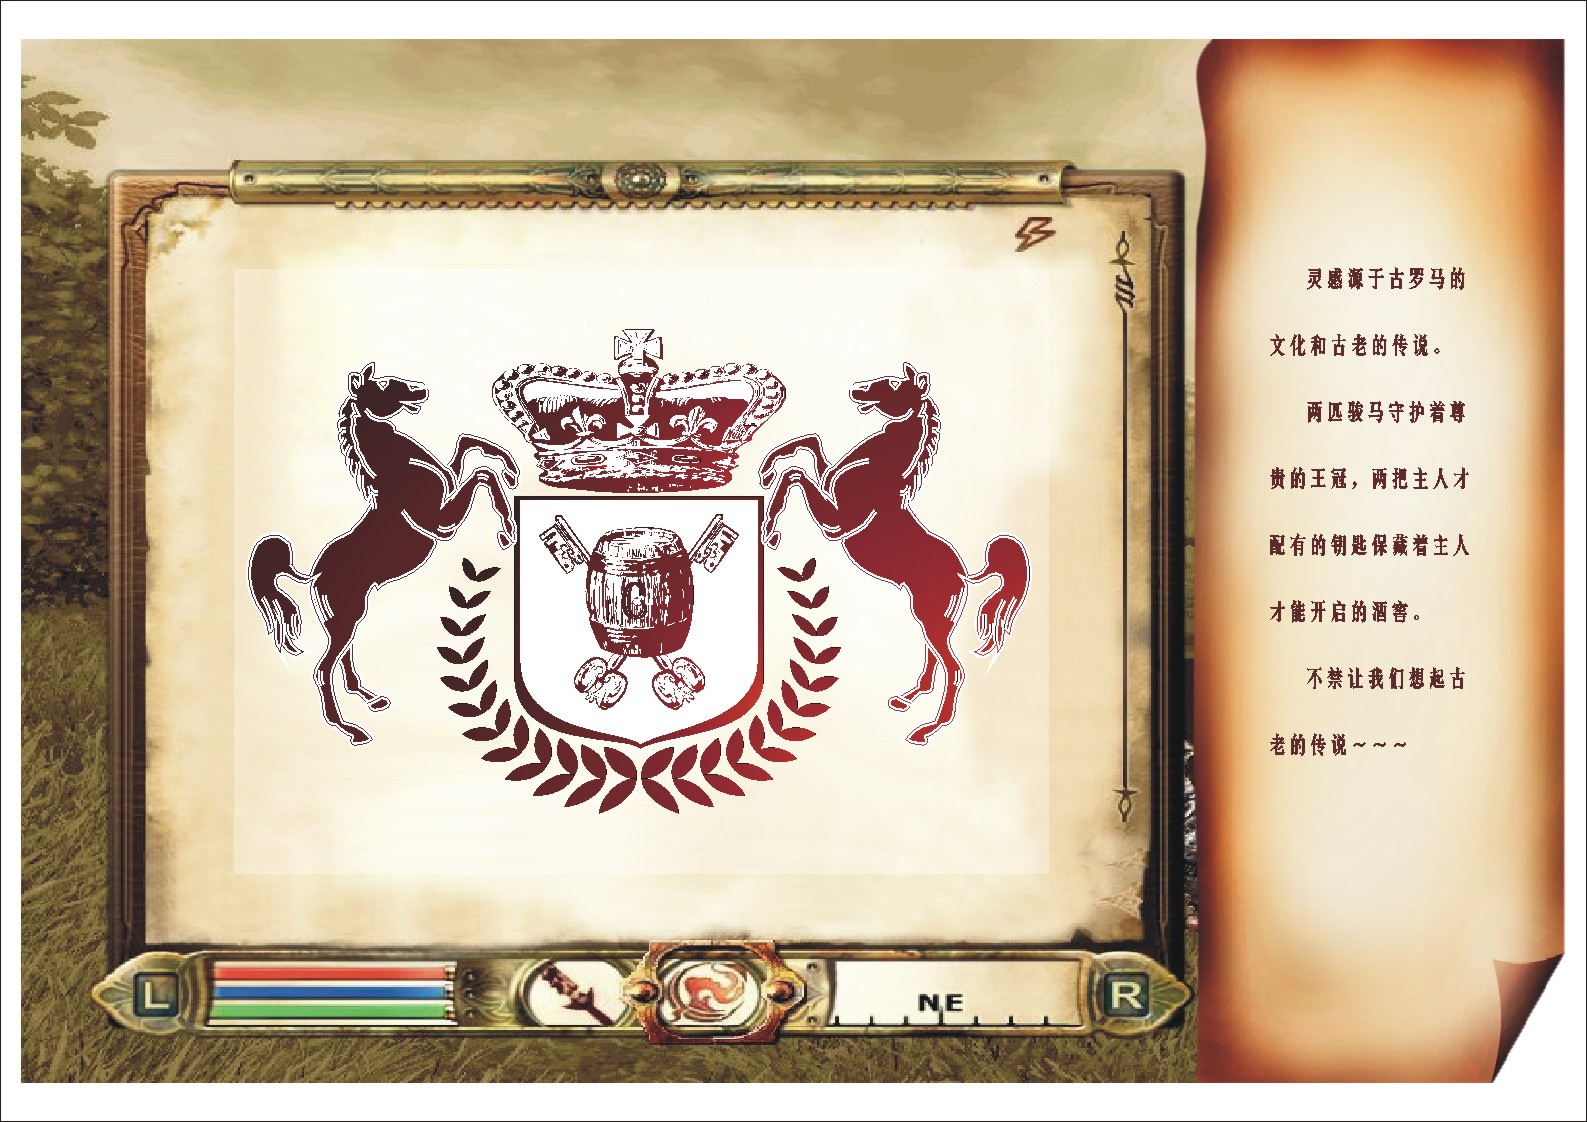 灵感源于古罗马的
文化和古老的传说。
两匹骏马守护着尊
贵的王冠，两把主人才
配有的钥匙保藏着主人
才能开启的酒窖。
不禁让我们想起古
老的传说～～～
L
NE
R